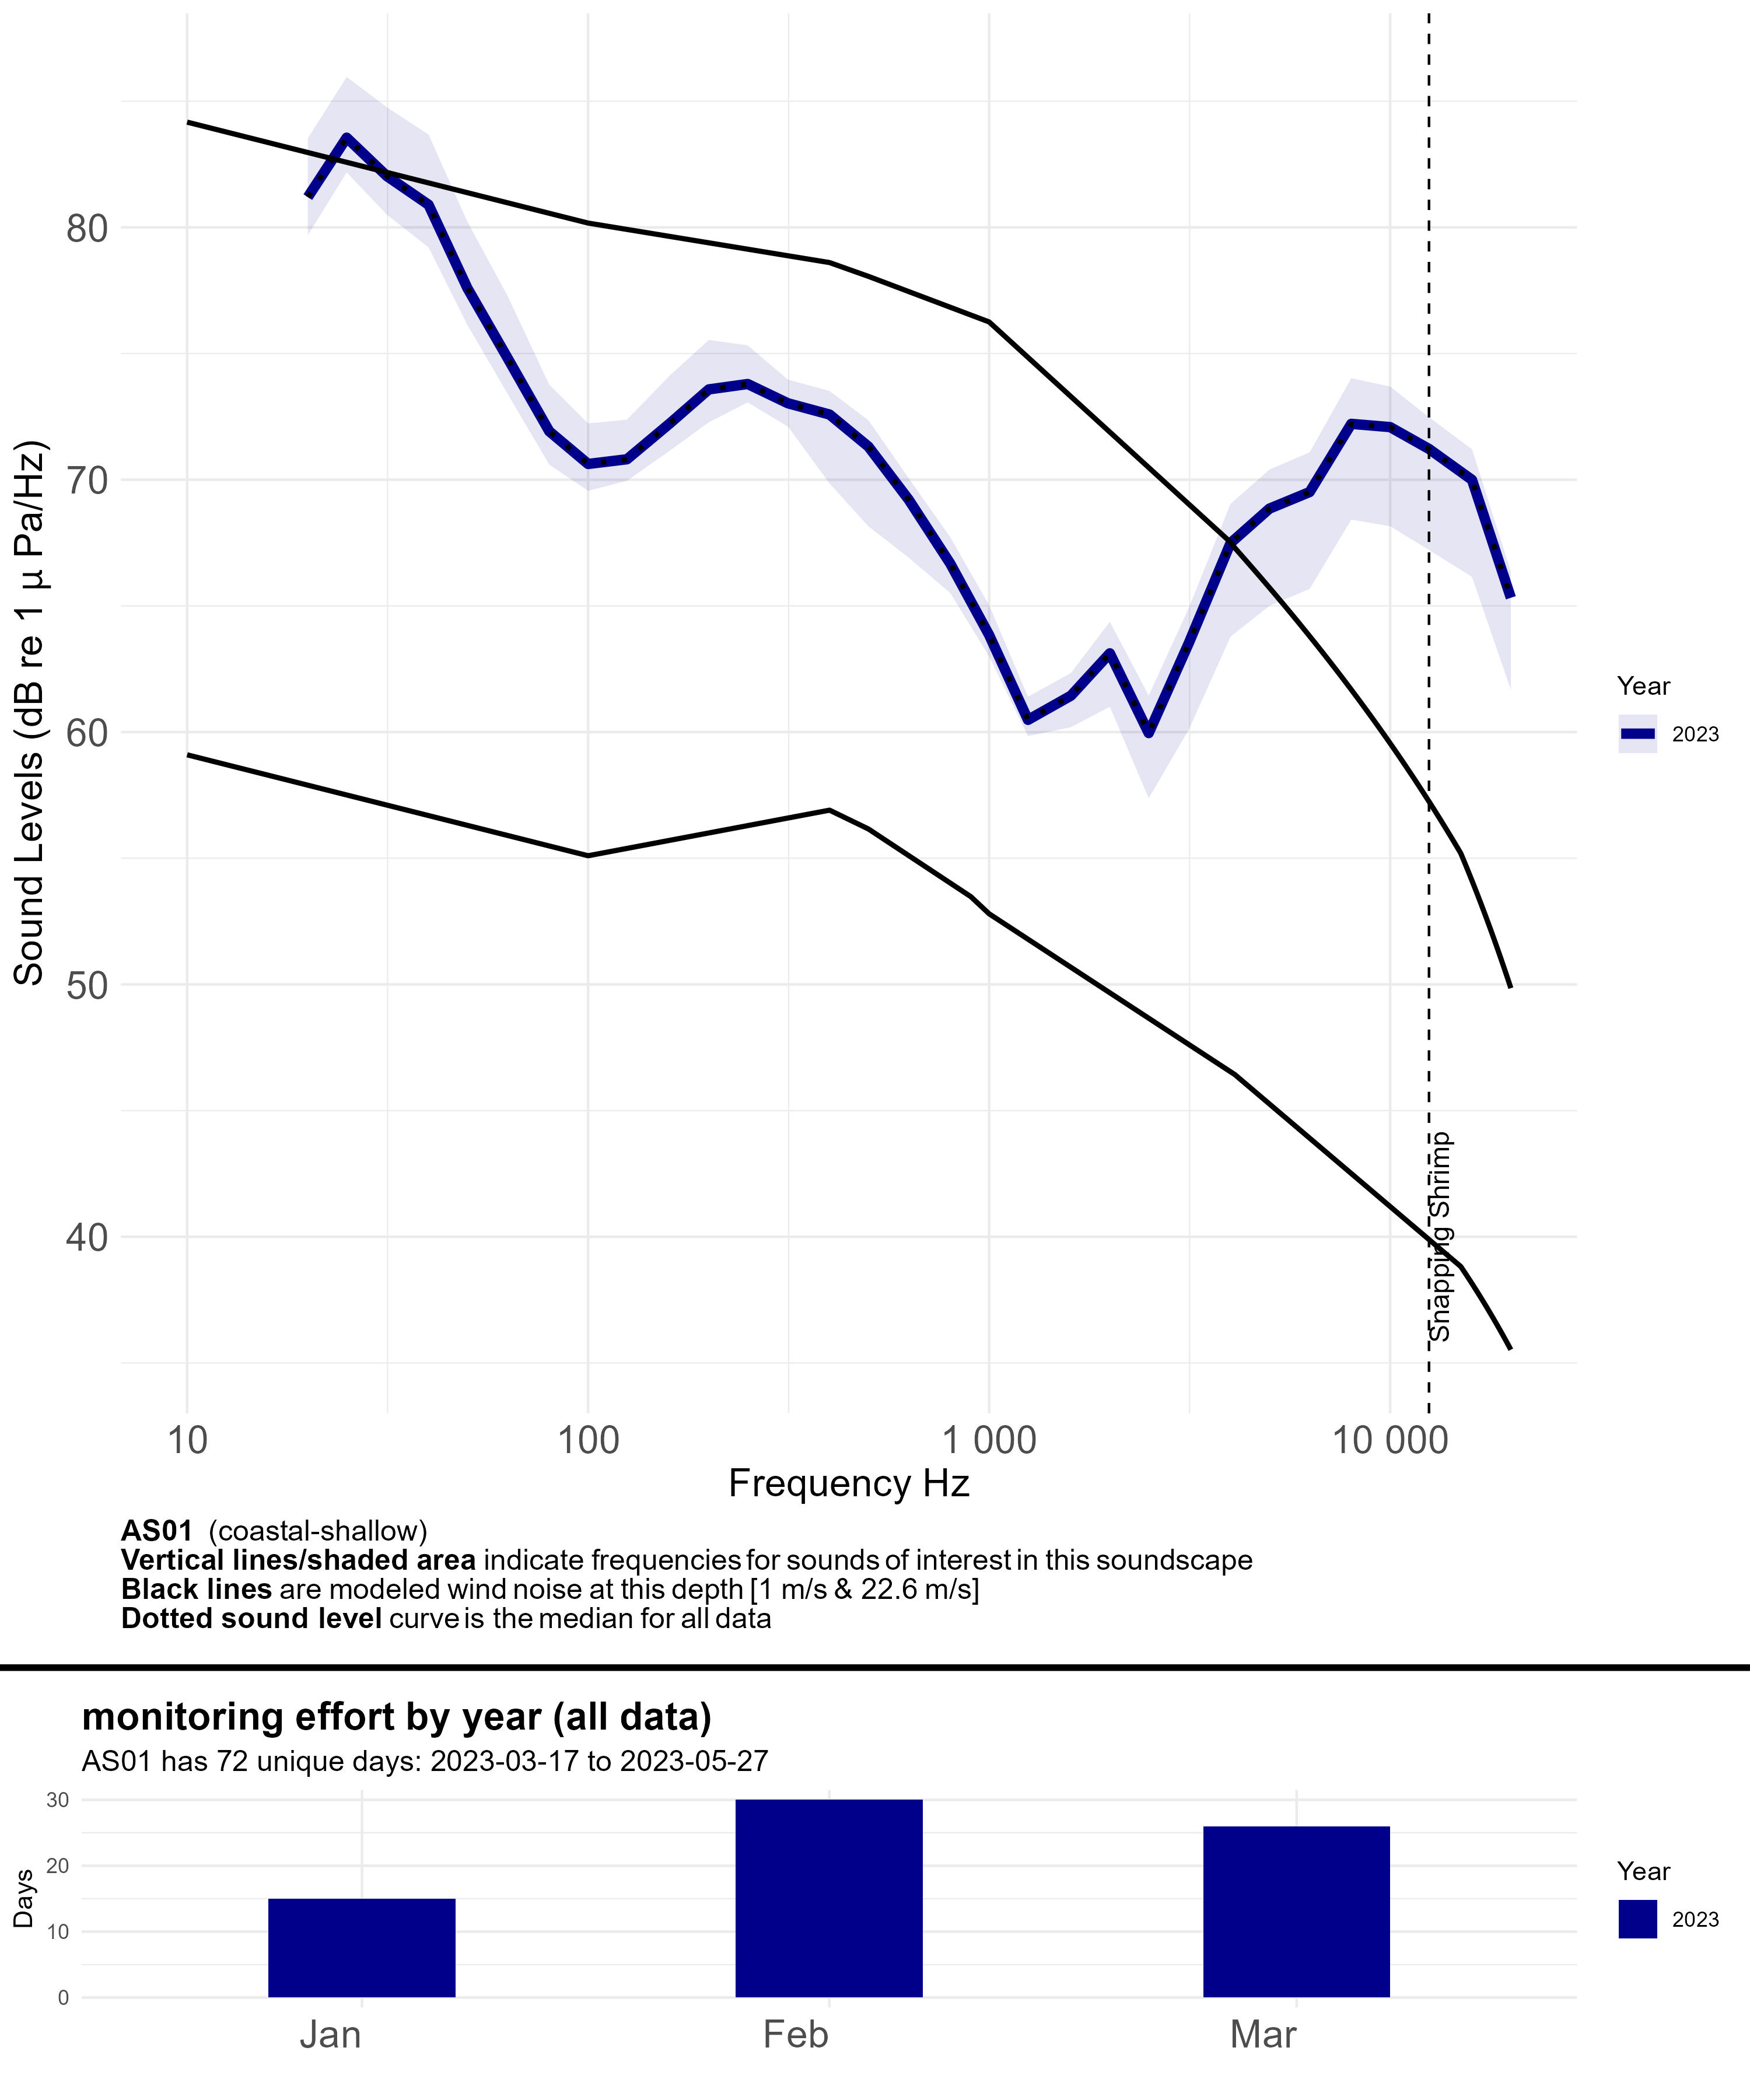 80
70
60
50
40
Sound Levels (dB re 1 µ Pa/Hz)
Snapping Shrimp
Year
2023
10
100
1 000
10 000
Frequency Hz
AS01 (coastal-shallow)
Vertical lines/shaded area indicate frequencies for sounds of interest in this soundscape
Black lines are modeled wind noise at this depth [1 m/s & 22.6 m/s]
Dotted sound level curve is the median for all data
monitoring effort by year (all data)
AS01 has 72 unique days: 2023-03-17 to 2023-05-27
30
20
10
0
Days
Year
2023
Jan
Feb
Mar